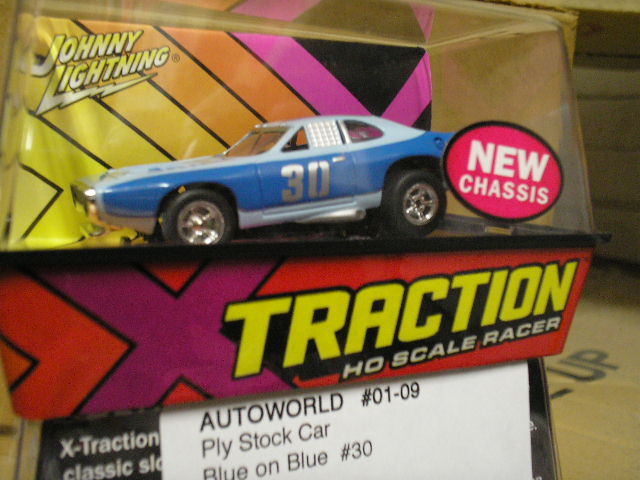 JOHNNY
LIGHTNING®
30
NEW
CHASSIS
X TRACTION
HO SCALE RACER
UP
AUTOWORLD #01-09
Ply Stock Car
Blue on Blue #30
X-Traction
classic